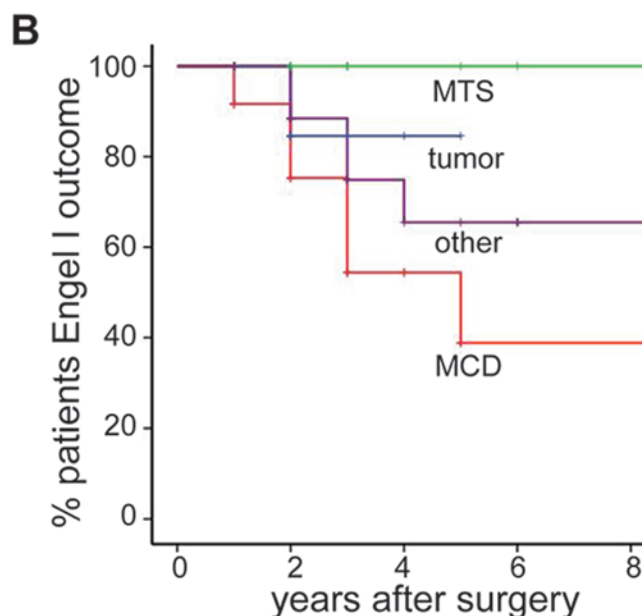 B
% patients Engel I outcome
100
80
60
40
20
0
MTS
tumor
other
MCD
0 2 4 6 8
years after surgery